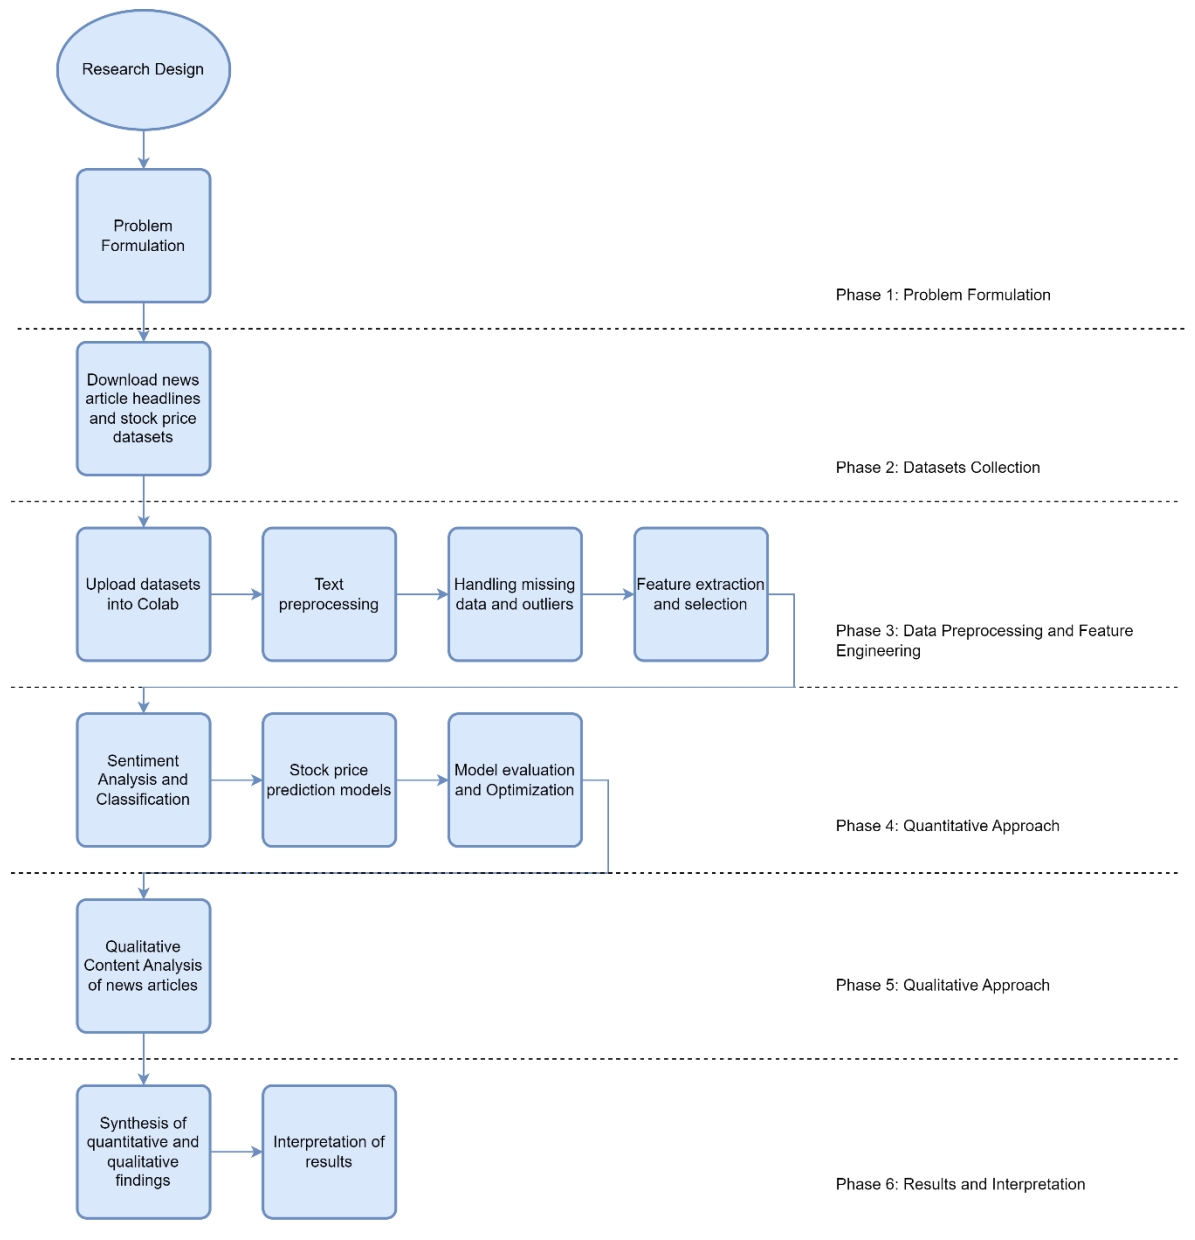 Research Design
Problem
Formulation
Phase 1: Problem Formulation
Download news
article headlines
and stock price
datasets
Phase 2: Datasets Collection
Upload datasets
into Colab
Text
preprocessing
Handling missing
data and outliers
Feature extraction
and selection
Phase 3: Data Preprocessing and Feature
Engineering
Sentiment
Analysis and
Classification
Stock price
prediction models
Model evaluation
and Optimization
Phase 4: Quantitative Approach
Qualitative
Content Analysis
of news articles
Phase 5: Qualitative Approach
Synthesis of
quantitative and
qualitative
findings
Interpretation of
results
Phase 6: Results and Interpretation